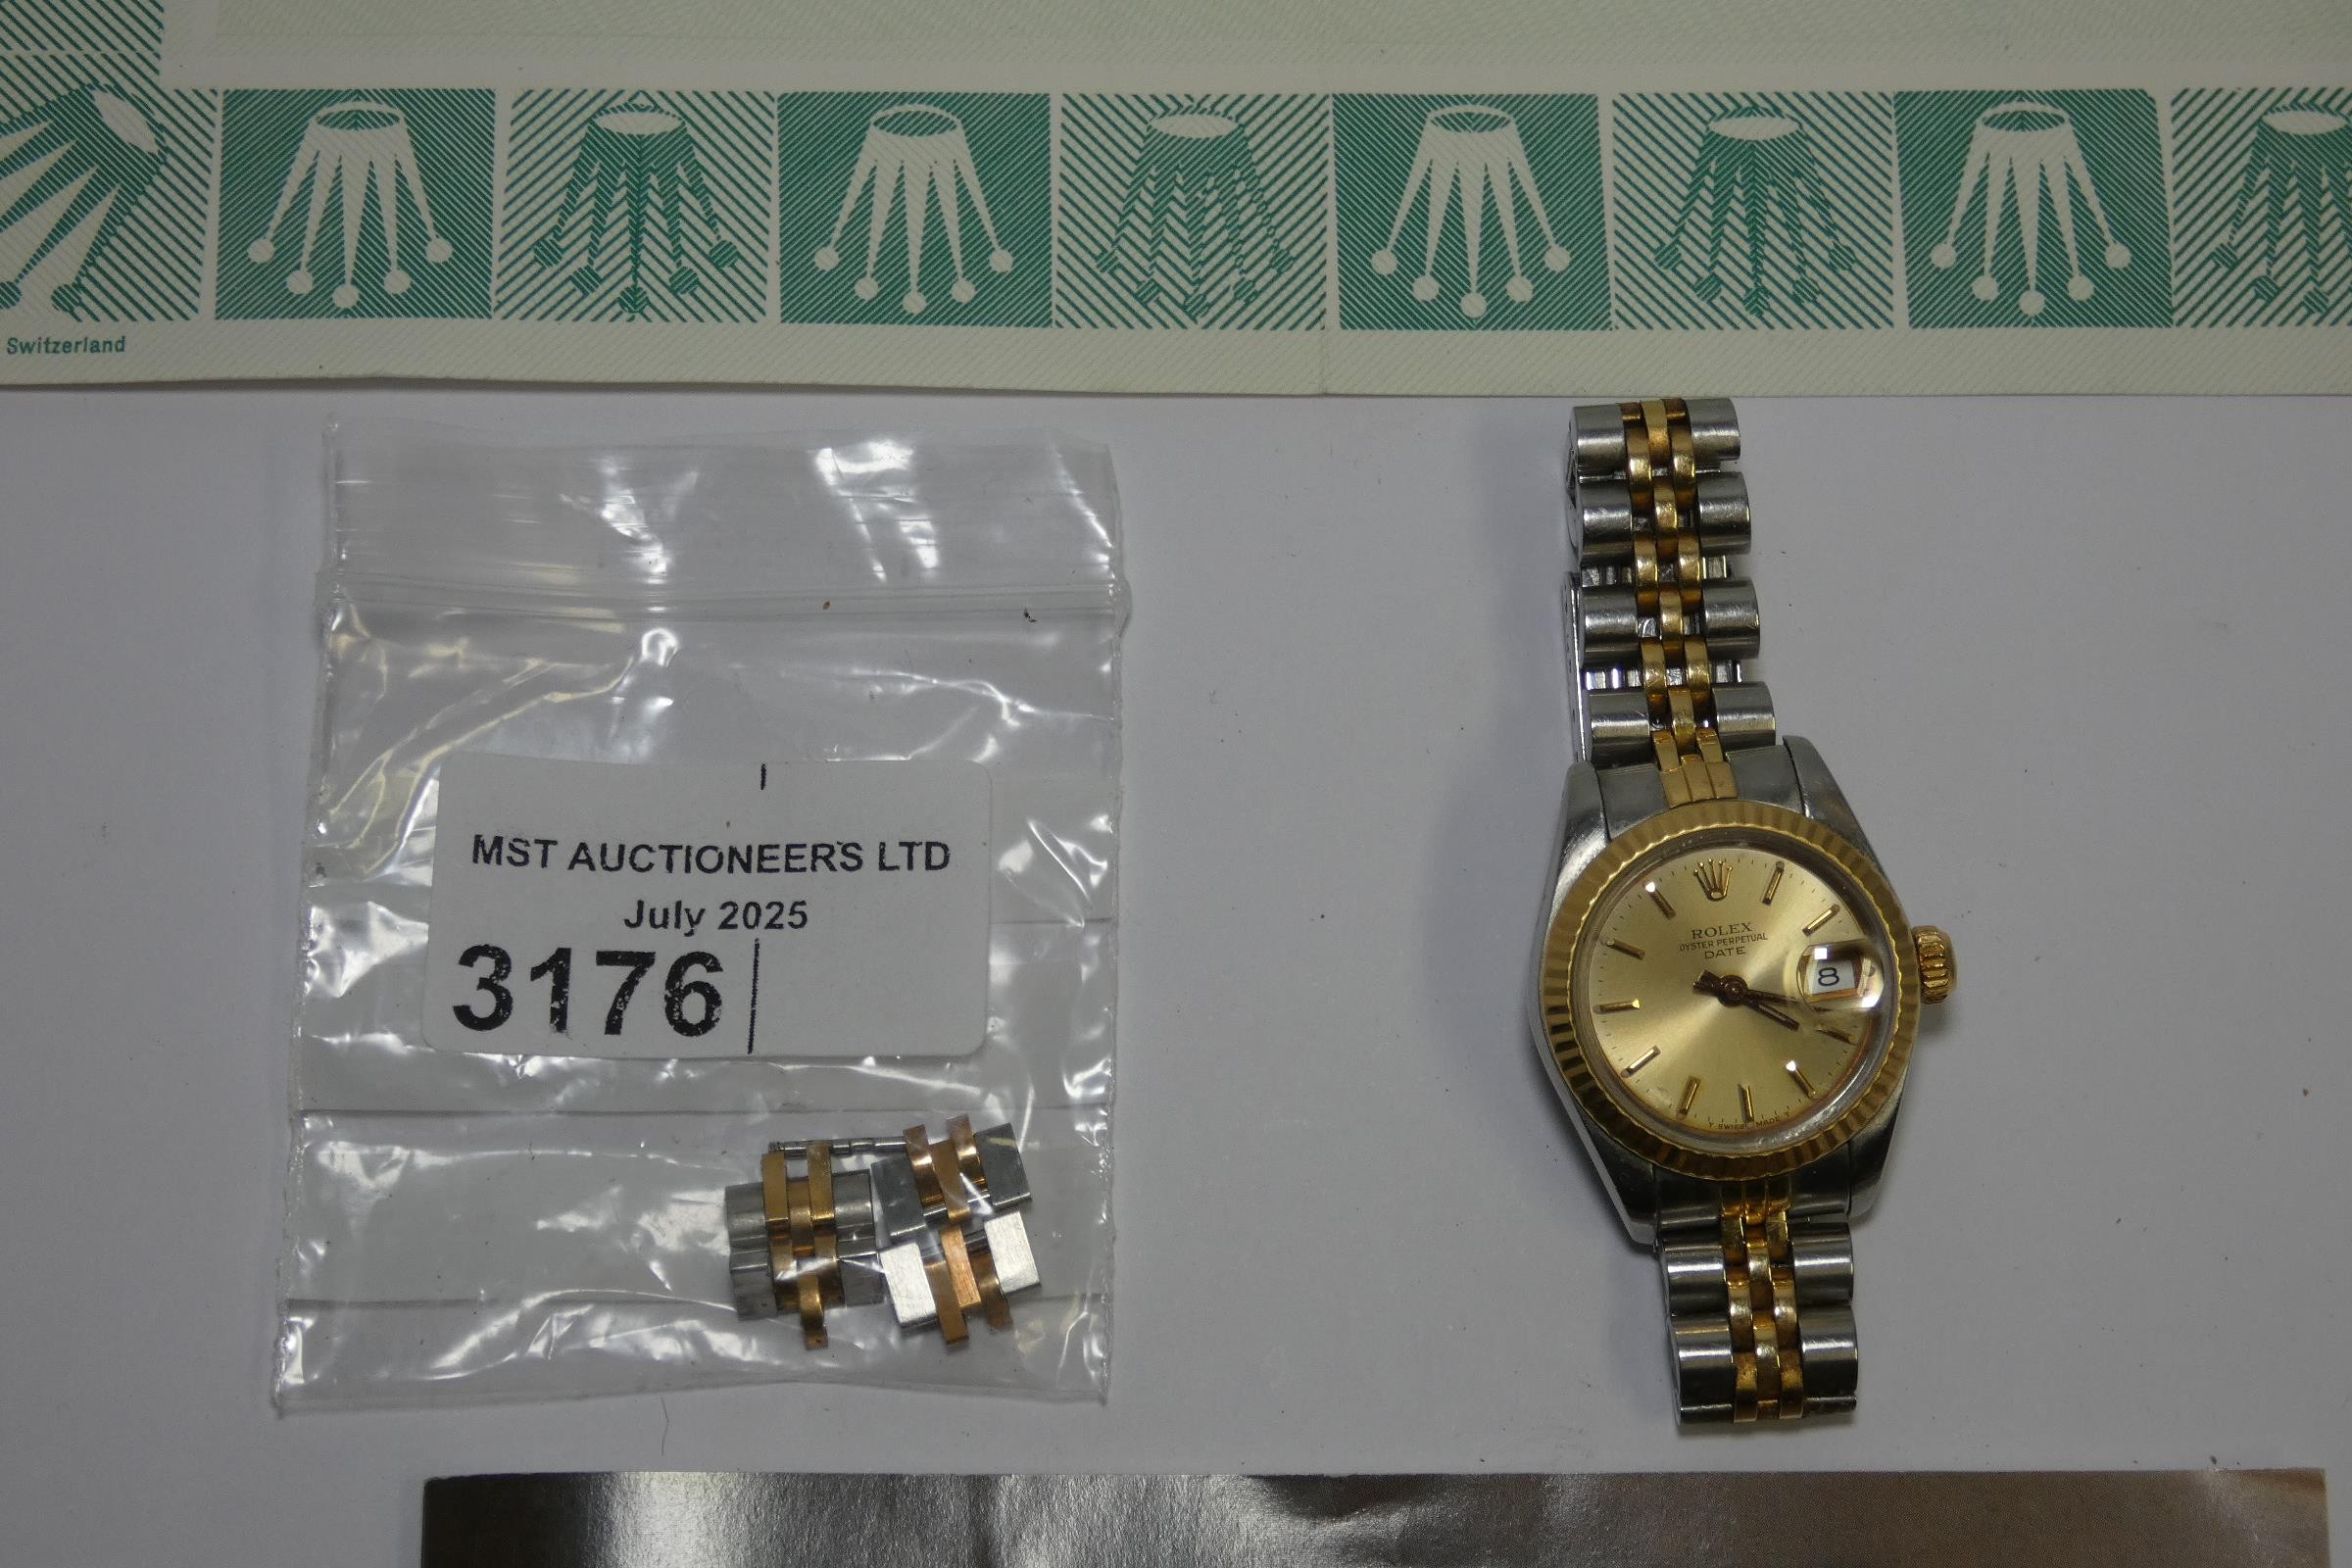 Switzerland
MST AUCTIONEERS LTD
July 2025
3176
ROLEX
OYSTER PERPETUAL
DATE
8
T SWISS MADE T